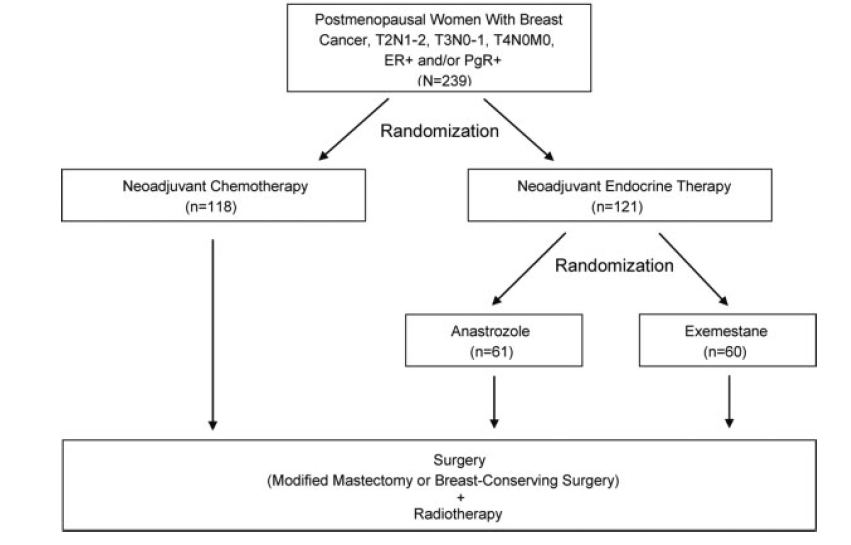 Postmenopausal Women With Breast
Cancer, T2N1-2, T3N0-1, T4N0M0,
ER+ and/or PgR+
(N=239)
Randomization
Neoadjuvant Chemotherapy
(n=118)
Neoadjuvant Endocrine Therapy
(n=121)
Randomization
Anastrozole
(n=61)
Exemestane
(n=60)
Surgery
(Modified Mastectomy or Breast-Conserving Surgery)
+
Radiotherapy